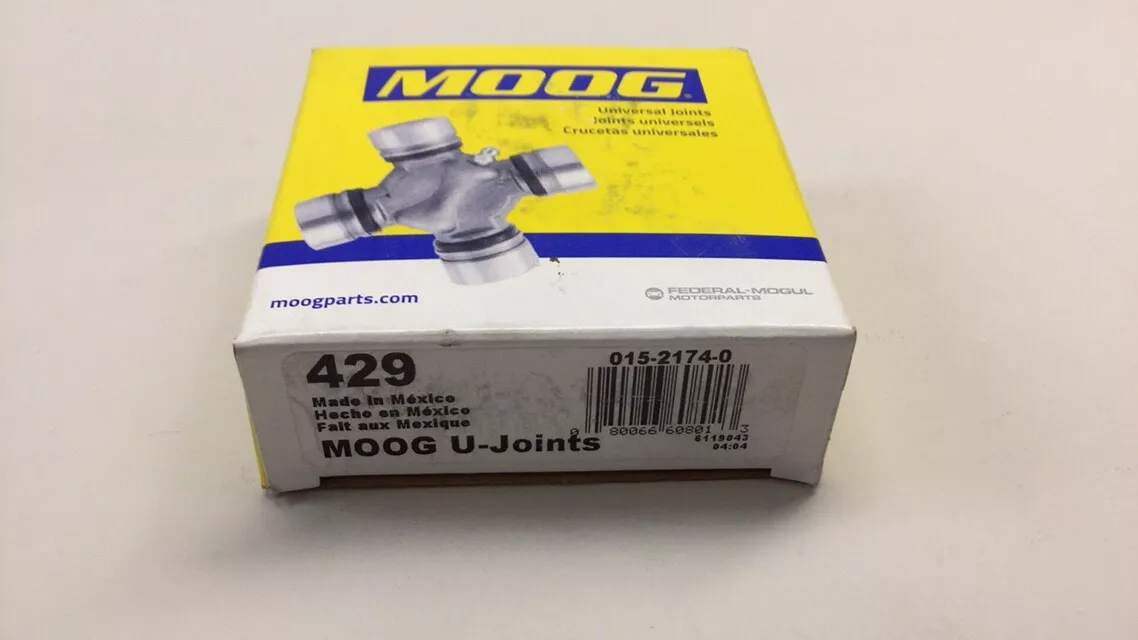 MOOG
Universal Joints
Joints universels
Crucetas universales
moogparts.com
FEDERAL-MOGUL
MOTORPARTS
429
Made in México
Hecho en México
Fait aux Mexique
MOOG U-Joints
015-2174-0
0 80066 60801 3
8119043
04:04